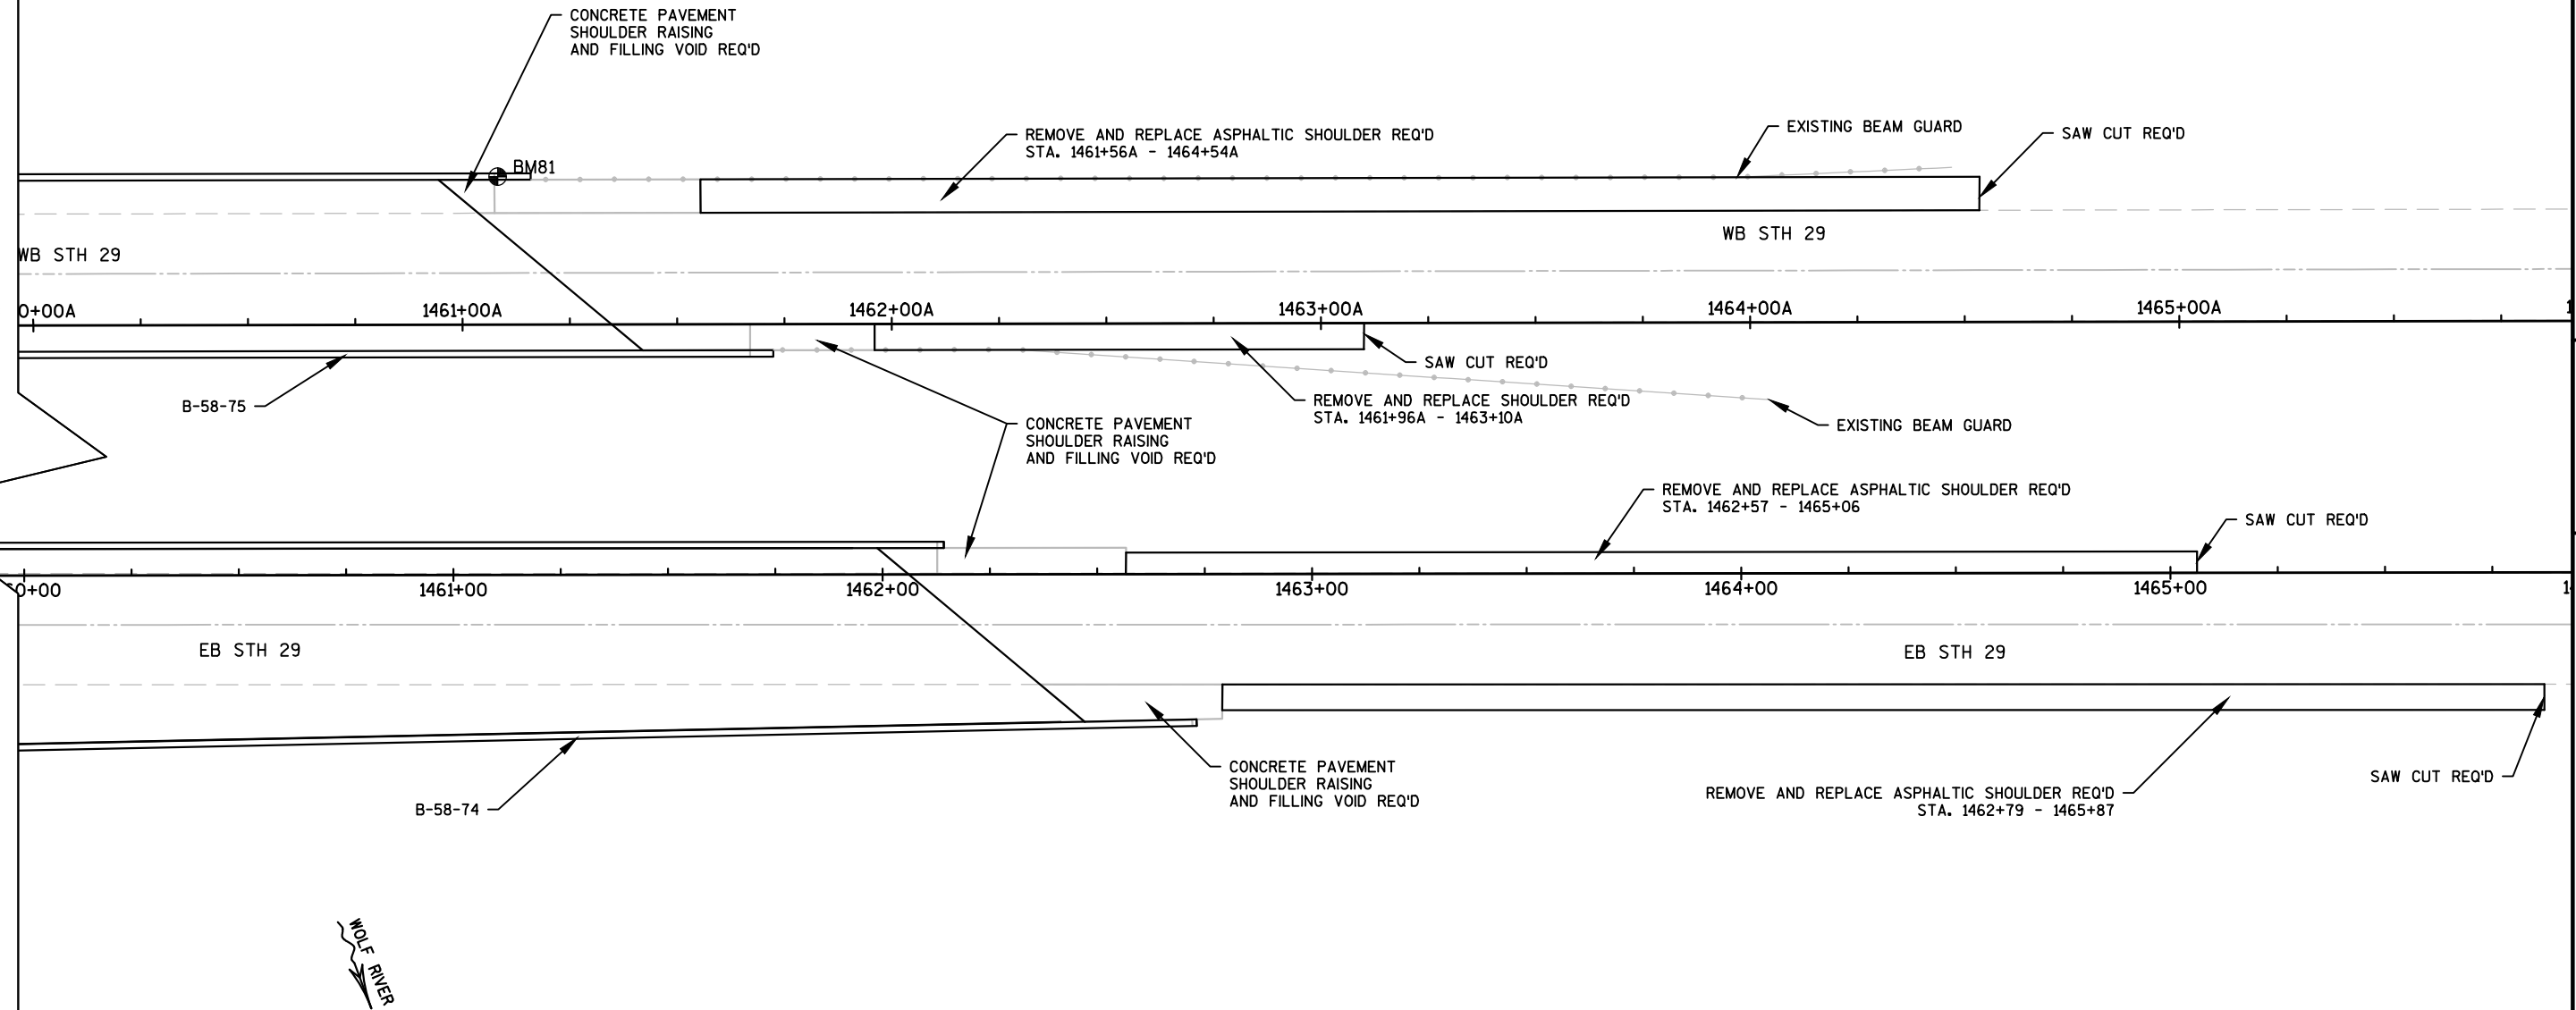 CONCRETE PAVEMENT
SHOULDER RAISING
AND FILLING VOID REQ'D
REMOVE AND REPLACE ASPHALTIC SHOULDER REQ'D
STA. 1461+56A - 1464+54A
EXISTING BEAM GUARD
SAW CUT REQ'D
BM81
WB STH 29
WB STH 29
0+00A
1461+00A
1462+00A
1463+00A
1464+00A
1465+00A
1
SAW CUT REQ'D
B-58-75
REMOVE AND REPLACE SHOULDER REQ'D
STA. 1461+96A - 1463+10A
EXISTING BEAM GUARD
CONCRETE PAVEMENT
SHOULDER RAISING
AND FILLING VOID REQ'D
REMOVE AND REPLACE ASPHALTIC SHOULDER REQ'D
STA. 1462+57 - 1465+06
SAW CUT REQ'D
0+00
1461+00
1462+00
1463+00
1464+00
1465+00
1
EB STH 29
EB STH 29
CONCRETE PAVEMENT
SHOULDER RAISING
AND FILLING VOID REQ'D
SAW CUT REQ'D
REMOVE AND REPLACE ASPHALTIC SHOULDER REQ'D
STA. 1462+79 - 1465+87
B-58-74
WOLF RIVER